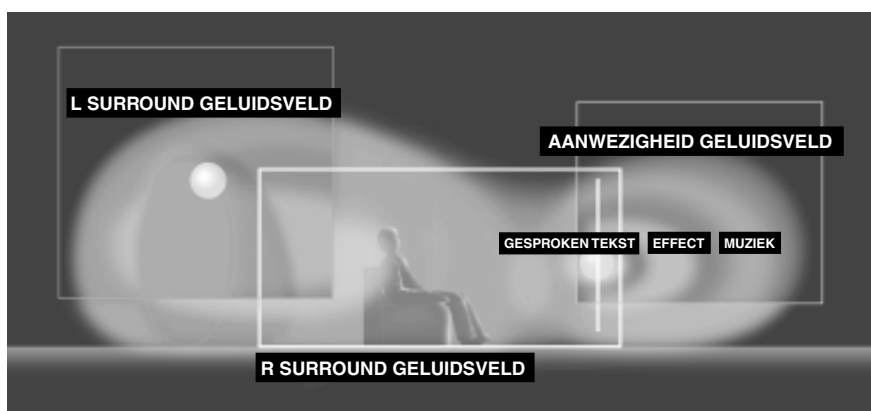 L SURROUND GELUIDSVELD
AANWEZIGHEID GELUIDSVELD
GESPROKEN TEKST EFFECT MUZIEK
R SURROUND GELUIDSVELD